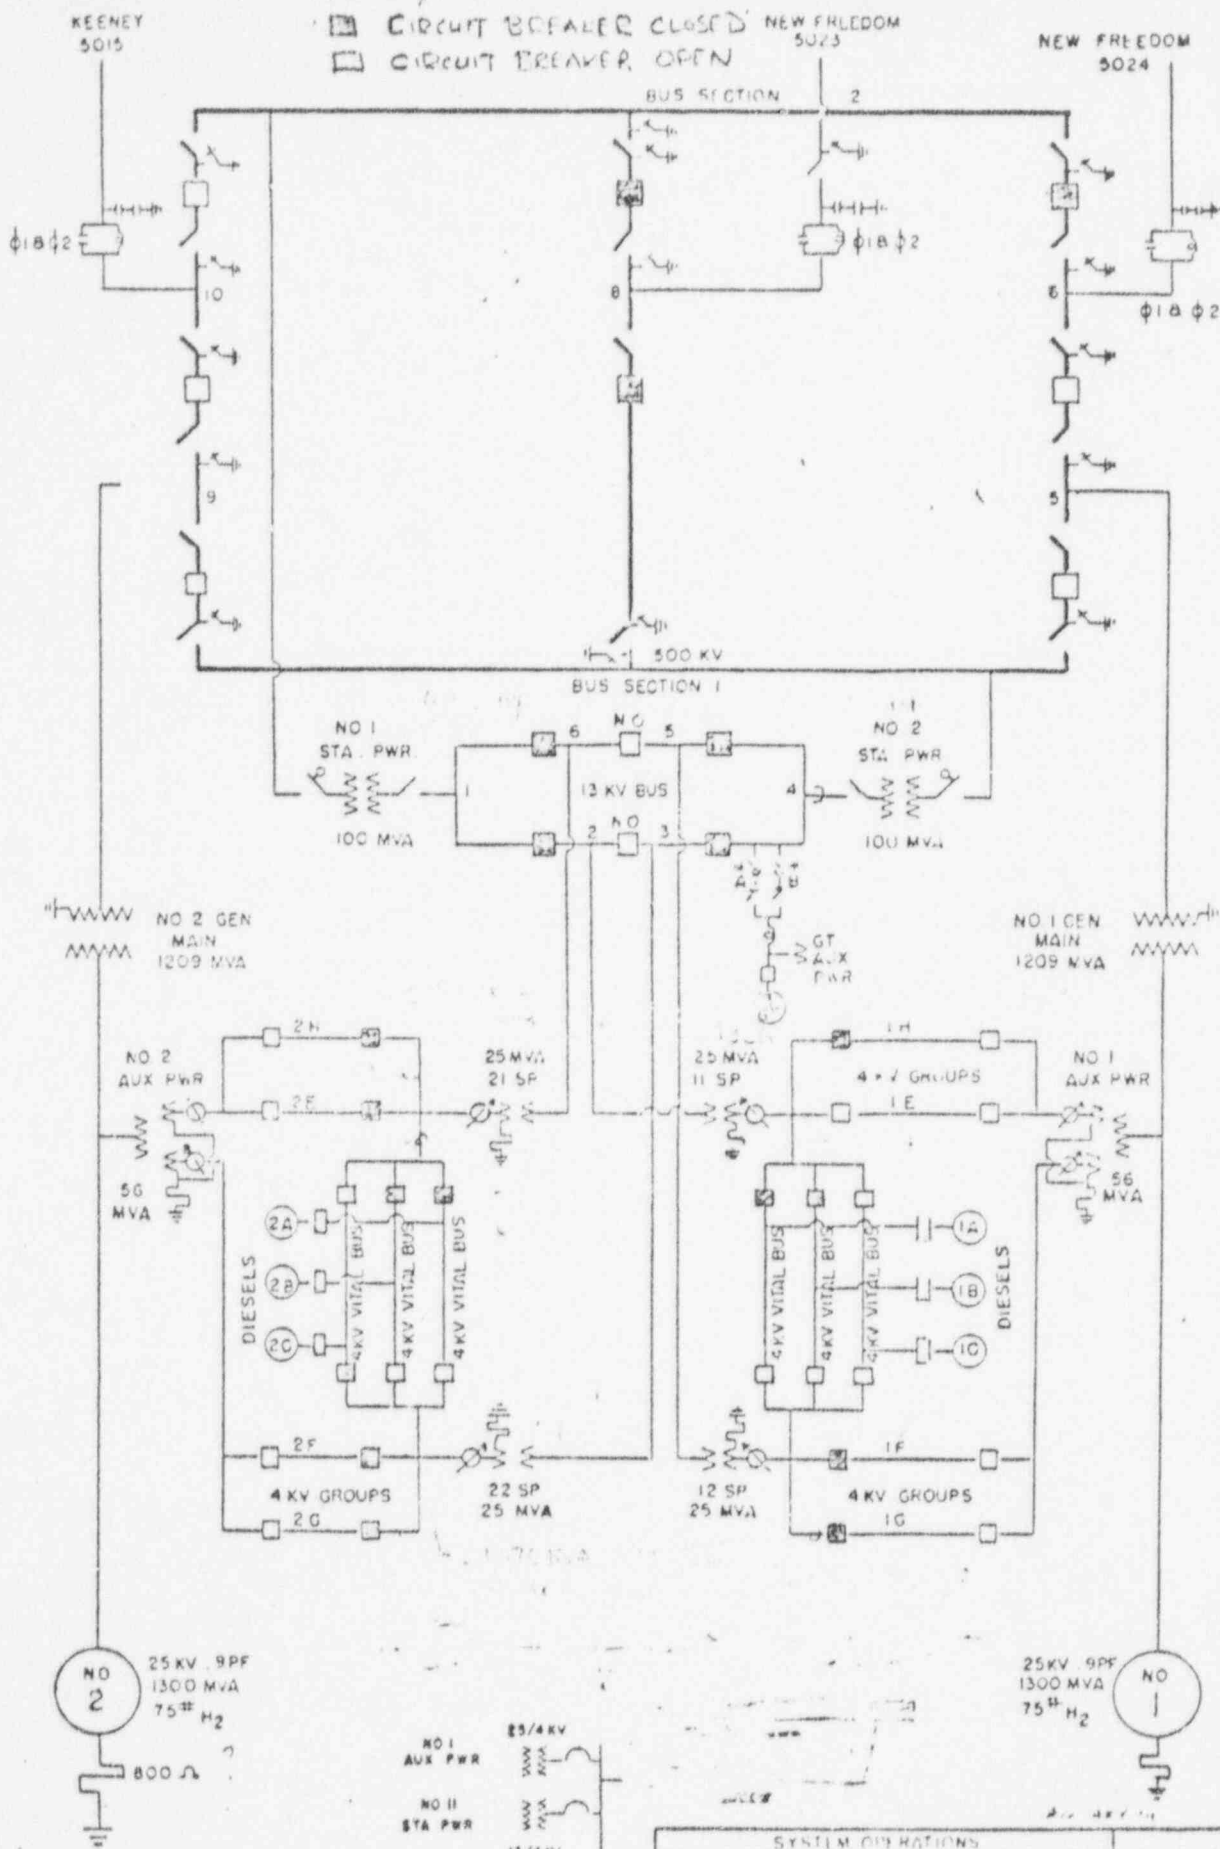 KEENEY
5015
CIRCUIT BREAKER CLOSED
CIRCUIT BREAKER OPEN
NEW FREEDOM
5023
NEW FREEDOM
5024
BUS SECTION 2
ϕ1&ϕ2
ϕ1&ϕ2
ϕ1&ϕ2
10
8
6
9
5
500 KV
BUS SECTION 1
NO 1
STA. PWR.
100 MVA
1
6
NO
5
13 KV BUS
2
NO
3
4
NO 2
STA PWR
100 MVA
A
B
GT
AUX
PWR
NO 2 GEN
MAIN
1209 MVA
NO. 1 GEN
MAIN
1209 MVA
NO 2
AUX PWR
56
MVA
2H
2E
25 MVA
21 SP
25 MVA
11 SP
1H
4 KV GROUPS
1E
NO 1
AUX PWR
56
MVA
DIESELS
2A
2B
2C
4KV VITAL BUS
4KV VITAL BUS
4KV VITAL BUS
4KV VITAL BUS
4KV VITAL BUS
4KV VITAL BUS
1A
1B
1C
DIESELS
2F
4 KV GROUPS
2G
22 SP
25 MVA
12 SP
25 MVA
1F
4 KV GROUPS
1G
NO
2
25 KV .9PF
1300 MVA
75# H2
800 Ω
25 KV .9PF
1300 MVA
75# H2
NO
1
NO 1
AUX PWR
25/4 KV
NO 11
STA PWR
SYSTEM OPERATIONS